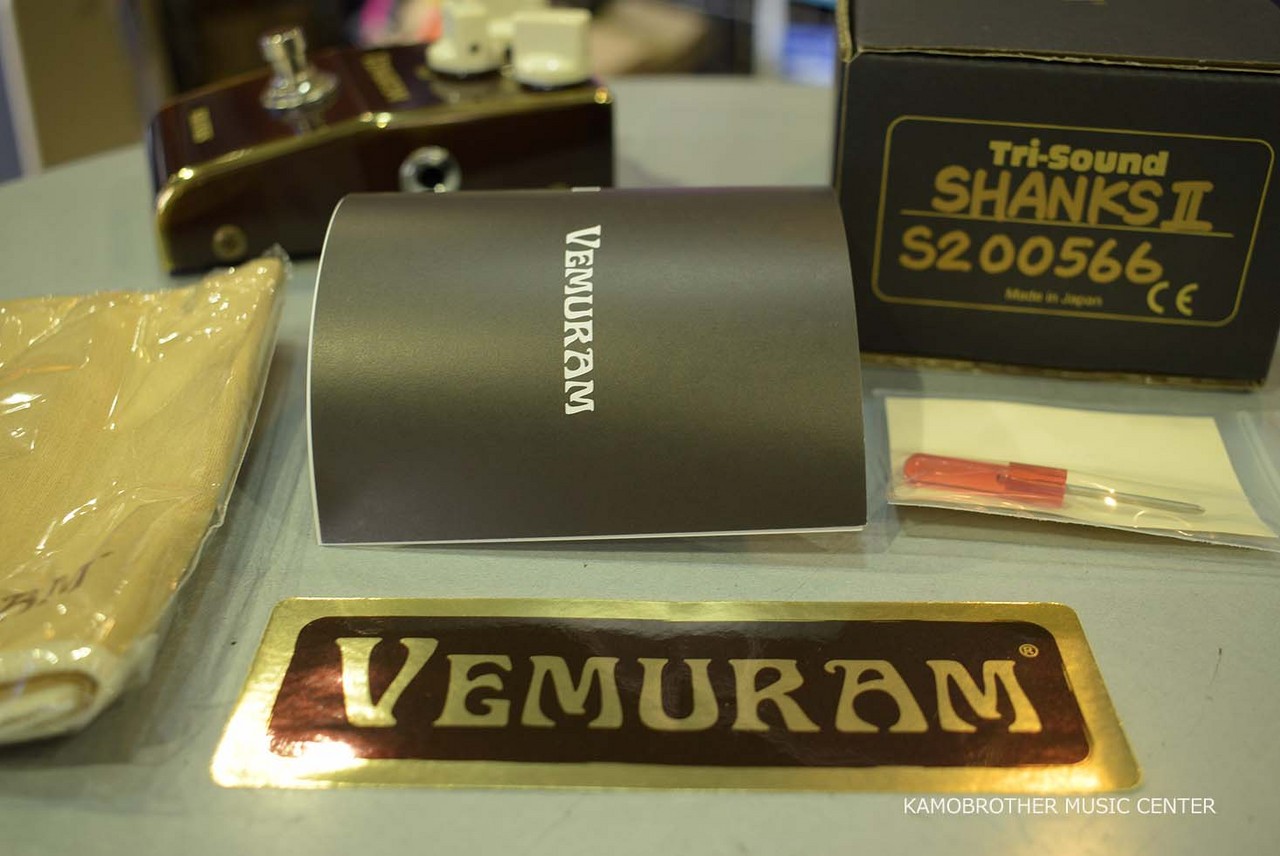 Tri-Sound
SHANKS II
S200566
Made in Japan
CE
VEMURAM
VEMURAM®
KAMOBROTHER MUSIC CENTER